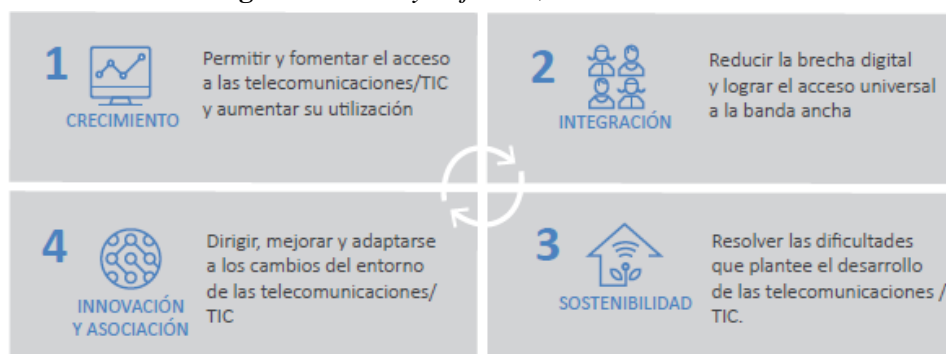 1
CRECIMIENTO
Permitir y fomentar el acceso
a las telecomunicaciones/TIC
y aumentar su utilización
2
INTEGRACIÓN
Reducir la brecha digital
y lograr el acceso universal
a la banda ancha
4
INNOVACIÓN
Y ASOCIACIÓN
Dirigir, mejorar y adaptarse
a los cambios del entorno
de las telecomunicaciones/
TIC
3
SOSTENIBILIDAD
Resolver las dificultades
que plantee el desarrollo
de las telecomunicaciones /
TIC.